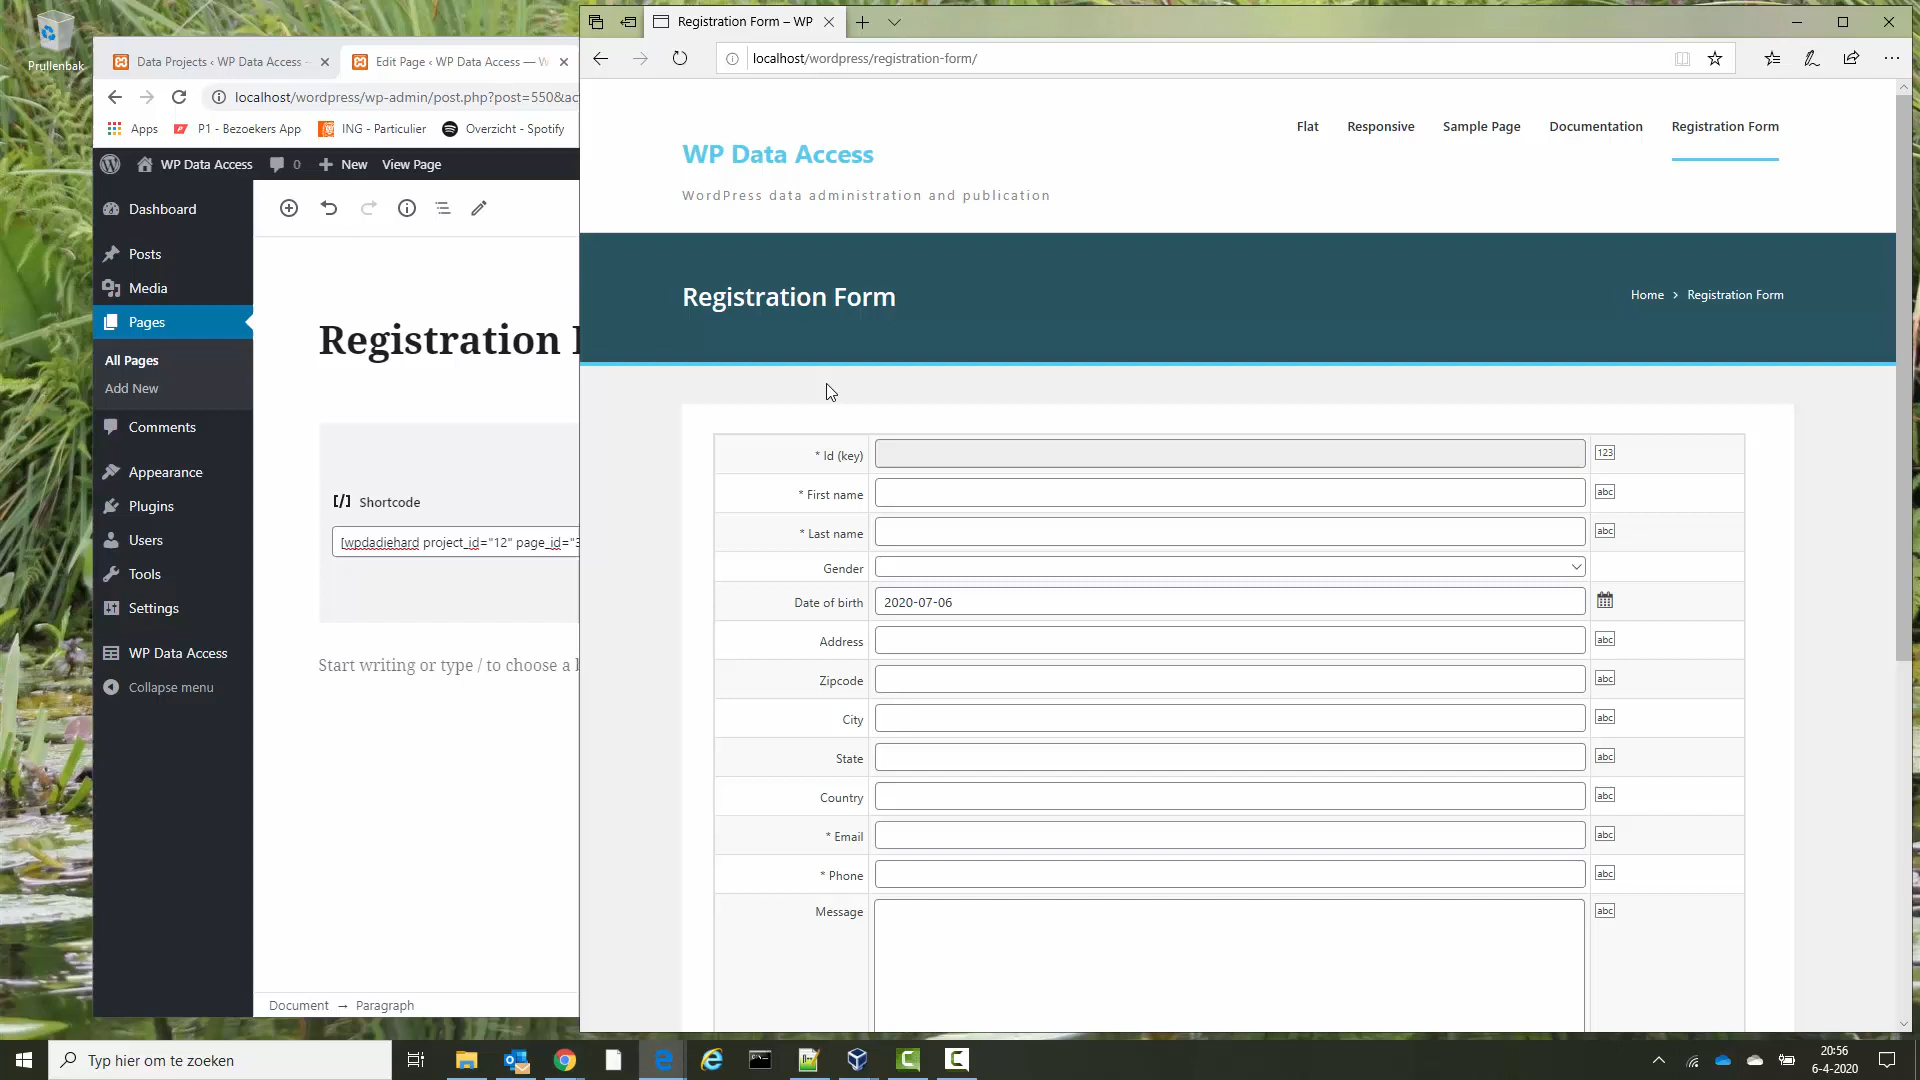 Prullenbak
Data Projects ‹ WP Data Access –
Edit Page ‹ WP Data Access — W
localhost/wordpress/wp-admin/post.php?post=550&ac
Apps
P1 - Bezoekers App
ING - Particulier
Overzicht - Spotify
WP Data Access
0
New
View Page
Dashboard
Posts
Media
Pages
All Pages
Add New
Comments
Appearance
Plugins
Users
Tools
Settings
WP Data Access
Collapse menu
Registration
[/] Shortcode
[wpdadiehard project_id="12" page_id="3
Start writing or type / to choose a b
Document → Paragraph
Registration Form – WP
localhost/wordpress/registration-form/
Flat
Responsive
Sample Page
Documentation
Registration Form
WP Data Access
WordPress data administration and publication
Registration Form
Home › Registration Form
* Id (key)
123
* First name
abc
* Last name
abc
Gender
Date of birth
2020-07-06
Address
abc
Zipcode
abc
City
abc
State
abc
Country
abc
* Email
abc
* Phone
abc
Message
abc
Typ hier om te zoeken
20:56
6-4-2020